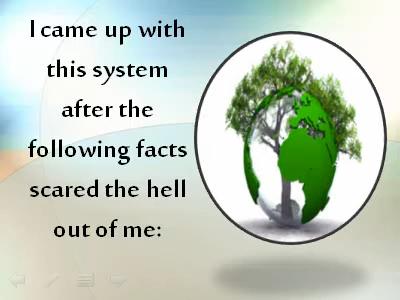 I came up with
this system
after the
following facts
scared the hell
out of me: